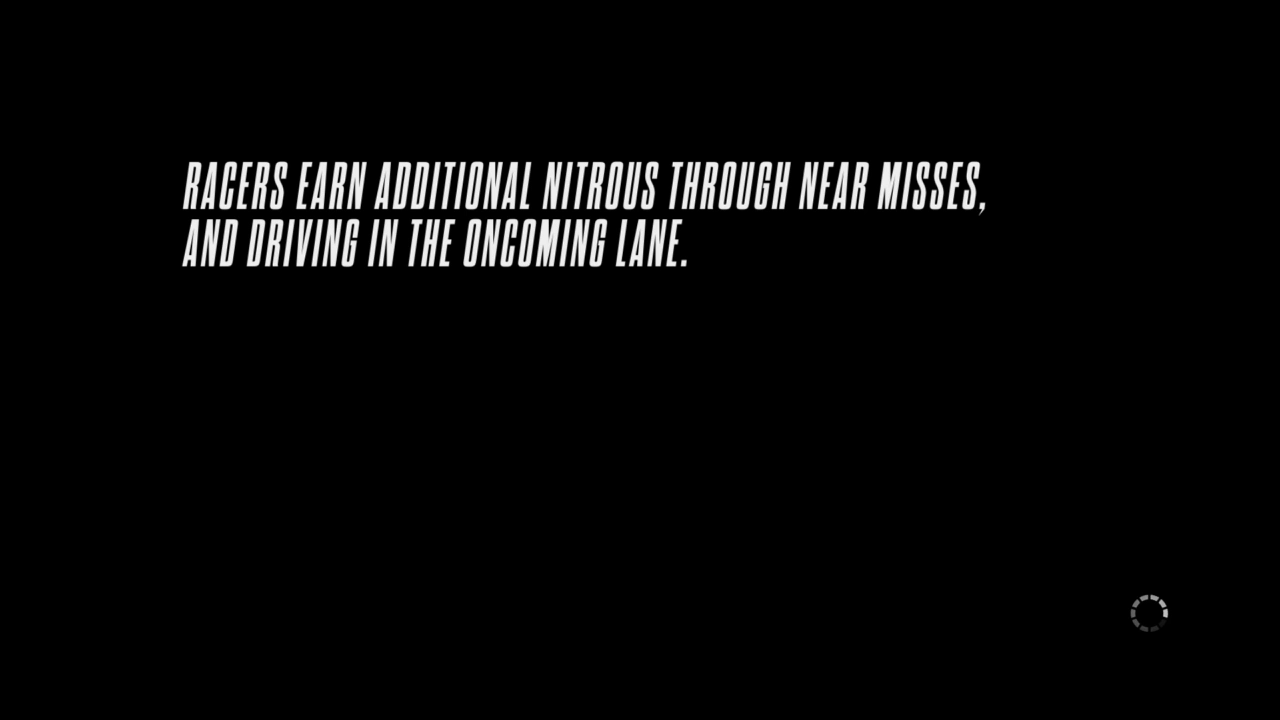 RACERS EARN ADDITIONAL NITROUS THROUGH NEAR MISSES,
AND DRIVING IN THE ONCOMING LANE.